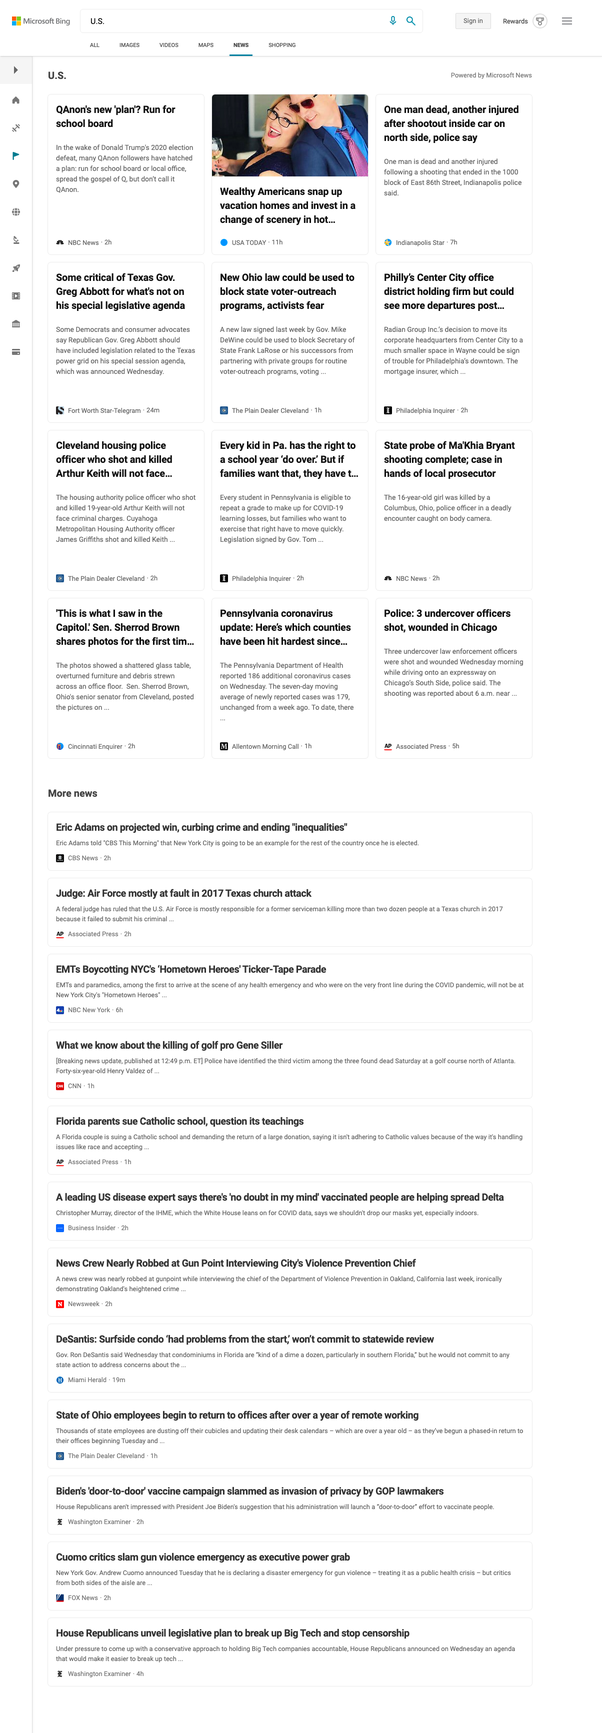 Microsoft Bing
U.S.
Sign in
Rewards
ALL
IMAGES
VIDEOS
MAPS
NEWS
SHOPPING
U.S.
Powered by Microsoft News
QAnon's new 'plan'? Run for
school board
In the wake of Donald Trump's 2020 election
defeat, many QAnon followers have hatched
a plan: run for school board or local office,
spread the gospel of Q, but don't call it
QAnon.
NBC News · 2h
Wealthy Americans snap up
vacation homes and invest in a
change of scenery in hot...
USA TODAY · 11h
One man dead, another injured
after shootout inside car on
north side, police say
One man is dead and another injured
following a shooting that ended in the 1000
block of East 86th Street, Indianapolis police
said.
Indianapolis Star · 7h
Some critical of Texas Gov.
Greg Abbott for what's not on
his special legislative agenda
Some Democrats and consumer advocates
say Republican Gov. Greg Abbott should
have included legislation related to the Texas
power grid on his special session agenda,
which was announced Wednesday.
Fort Worth Star-Telegram · 24m
New Ohio law could be used to
block state voter-outreach
programs, activists fear
A new law signed last week by Gov. Mike
DeWine could be used to block Secretary of
State Frank LaRose or his successors from
partnering with private groups for routine
voter-outreach programs, voting ...
The Plain Dealer Cleveland · 1h
Philly's Center City office
district holding firm but could
see more departures post...
Radian Group Inc.'s decision to move its
corporate headquarters from Center City to a
much smaller space in Wayne could be sign
of trouble for Philadelphia's downtown. The
mortgage insurer, which ...
Philadelphia Inquirer · 2h
Cleveland housing police
officer who shot and killed
Arthur Keith will not face...
The housing authority police officer who shot
and killed 19-year-old Arthur Keith will not
face criminal charges. Cuyahoga
Metropolitan Housing Authority officer
James Griffiths shot and killed Keith ...
The Plain Dealer Cleveland · 2h
Every kid in Pa. has the right to
a school year 'do over.' But if
families want that, they have t...
Every student in Pennsylvania is eligible to
repeat a grade to make up for COVID-19
learning losses, but families who want to
exercise that right have to move quickly.
Legislation signed by Gov. Tom ...
Philadelphia Inquirer · 2h
State probe of Ma'Khia Bryant
shooting complete; case in
hands of local prosecutor
The 16-year-old girl was killed by a
Columbus, Ohio, police officer in a deadly
encounter caught on body camera.
NBC News · 2h
'This is what I saw in the
Capitol.' Sen. Sherrod Brown
shares photos for the first tim...
The photos showed a shattered glass table,
overturned furniture and debris strewn
across an office floor. Sen. Sherrod Brown,
Ohio's senior senator from Cleveland, posted
the pictures on ...
Cincinnati Enquirer · 2h
Pennsylvania coronavirus
update: Here's which counties
have been hit hardest since...
The Pennsylvania Department of Health
reported 186 additional coronavirus cases
on Wednesday. The seven-day moving
average of newly reported cases was 179,
unchanged from a week ago. To date, there
...
Allentown Morning Call · 1h
Police: 3 undercover officers
shot, wounded in Chicago
Three undercover law enforcement officers
were shot and wounded Wednesday morning
while driving onto an expressway on
Chicago's South Side, police said. The
shooting was reported about 6 a.m. near ...
AP Associated Press · 5h
More news
Eric Adams on projected win, curbing crime and ending "inequalities"
Eric Adams told "CBS This Morning" that New York City is going to be an example for the rest of the country once he is elected.
CBS News · 2h
Judge: Air Force mostly at fault in 2017 Texas church attack
A federal judge has ruled that the U.S. Air Force is mostly responsible for a former serviceman killing more than two dozen people at a Texas church in 2017
because it failed to submit his criminal ...
AP Associated Press · 2h
EMTs Boycotting NYC's 'Hometown Heroes' Ticker-Tape Parade
EMTs and paramedics, among the first to arrive at the scene of any health emergency and who were on the very front line during the COVID pandemic, will not be at
New York City's "Hometown Heroes" ...
NBC New York · 6h
What we know about the killing of golf pro Gene Siller
[Breaking news update, published at 12:49 p.m. ET] Police have identified the third victim among the three found dead Saturday at a golf course north of Atlanta.
Forty-six-year-old Henry Valdez of ...
CNN · 1h
Florida parents sue Catholic school, question its teachings
A Florida couple is suing a Catholic school and demanding the return of a large donation, saying it isn't adhering to Catholic values because of the way it's handling
issues like race and accepting ...
AP Associated Press · 1h
A leading US disease expert says there's 'no doubt in my mind' vaccinated people are helping spread Delta
Christopher Murray, director of the IHME, which the White House leans on for COVID data, says we shouldn't drop our masks yet, especially indoors.
Business Insider · 2h
News Crew Nearly Robbed at Gun Point Interviewing City's Violence Prevention Chief
A news crew was nearly robbed at gunpoint while interviewing the chief of the Department of Violence Prevention in Oakland, California last week, ironically
demonstrating Oakland's heightened crime ...
N Newsweek · 2h
DeSantis: Surfside condo 'had problems from the start,' won't commit to statewide review
Gov. Ron DeSantis said Wednesday that condominiums in Florida are "kind of a dime a dozen, particularly in southern Florida," but he would not commit to any
state action to address concerns about the ...
Miami Herald · 19m
State of Ohio employees begin to return to offices after over a year of remote working
Thousands of state employees are dusting off their cubicles and updating their desk calendars – which are over a year old – as they've begun a phased-in return to
their offices beginning Tuesday and ...
The Plain Dealer Cleveland · 1h
Biden's 'door-to-door' vaccine campaign slammed as invasion of privacy by GOP lawmakers
House Republicans aren't impressed with President Joe Biden's suggestion that his administration will launch a "door-to-door" effort to vaccinate people.
Washington Examiner · 2h
Cuomo critics slam gun violence emergency as executive power grab
New York Gov. Andrew Cuomo announced Tuesday that he is declaring a disaster emergency for gun violence – treating it as a public health crisis – but critics
from both sides of the aisle are ...
FOX News · 2h
House Republicans unveil legislative plan to break up Big Tech and stop censorship
Under pressure to come up with a conservative approach to holding Big Tech companies accountable, House Republicans announced on Wednesday an agenda
that would make it easier to break up tech ...
Washington Examiner · 4h